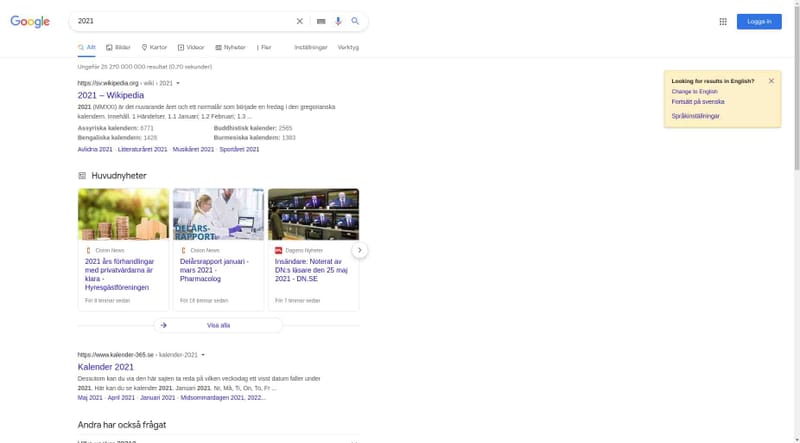 Google
2021
Logga in
Allt
Bilder
Kartor
Videor
Nyheter
Fler
Inställningar
Verktyg
Ungefär 25 270 000 000 resultat (0,70 sekunder)
Looking for results in English?
Change to English
Fortsätt på svenska
Språkinställningar
https://sv.wikipedia.org › wiki › 2021
2021 – Wikipedia
2021 (MMXXI) är det nuvarande året och ett normalår som började en fredag i den gregorianska
kalendern. Innehåll. 1 Händelser. 1.1 Januari; 1.2 Februari; 1.3 ...
Assyriska kalendern: 6771
Buddhistisk kalender: 2565
Bengaliska kalendern: 1428
Burmesiska kalendern: 1383
Avlidna 2021 · Litteraturåret 2021 · Musikåret 2021 · Sportåret 2021
Huvudnyheter
DELÅRS-
RAPPORT
Cision News
2021 års förhandlingar
med privatvärdarna är
klara -
Hyresgästföreningen
För 8 timmar sedan
Cision News
Delårsrapport januari -
mars 2021 -
Pharmacolog
För 16 timmar sedan
DN.
Dagens Nyheter
Insändare: Noterat av
DN:s läsare den 25 maj
2021 - DN.SE
För 7 timmar sedan
Visa alla
https://www.kalender-365.se › kalender-2021
Kalender 2021
Dessutom kan du via den här sajten ta reda på vilken veckodag ett visst datum faller under
2021. Här kan du se kalender 2021. Januari 2021. Nr, Må, Ti, On, To, Fr ...
Maj 2021 · April 2021 · Januari 2021 · Midsommardagen 2021, 2022...
Andra har också frågat